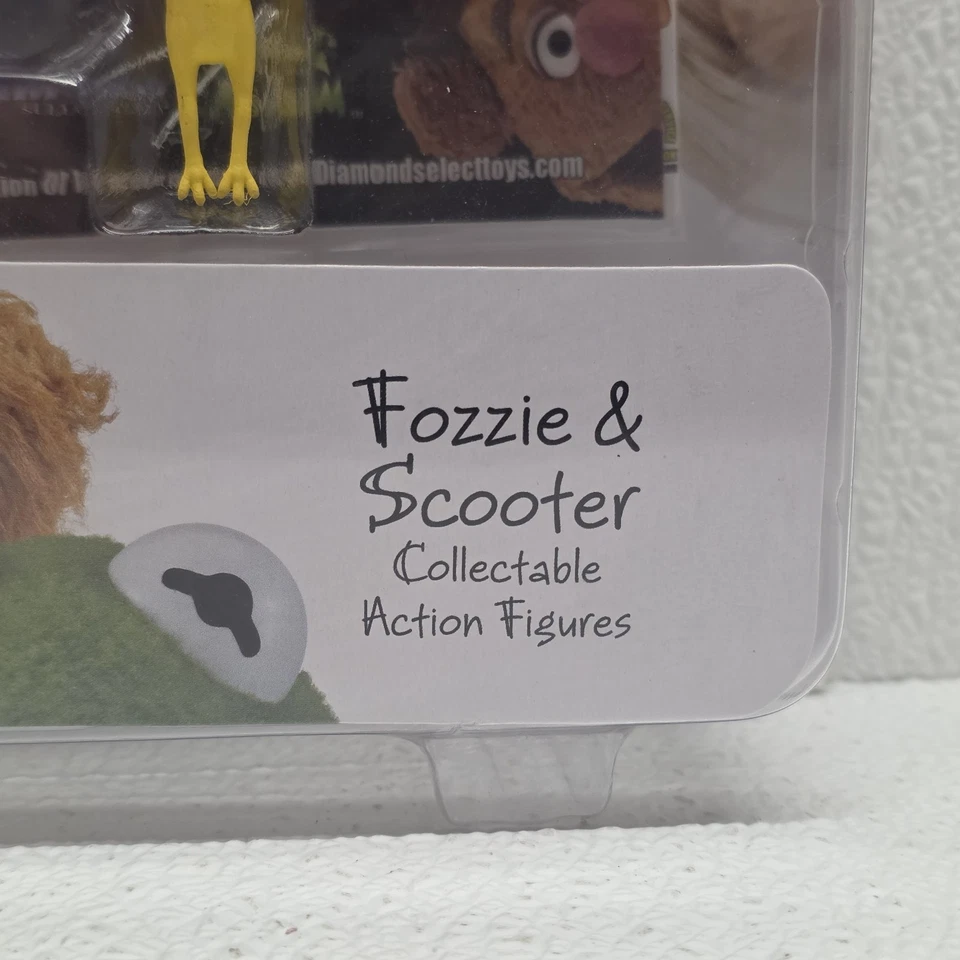 Diamondselecttoys.com
Fozzie &
Scooter
Collectable
Action Figures